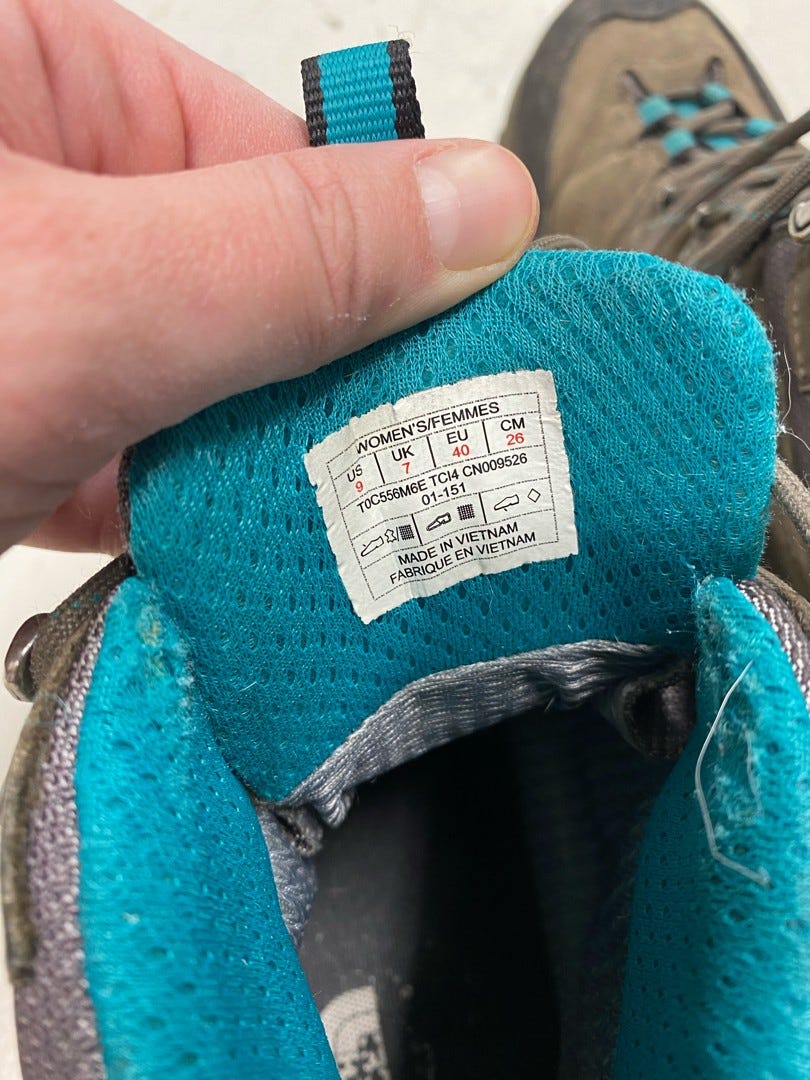 WOMEN'S/FEMMES
US UK EU CM
9 7 40 26
T0C556M6E TCI4 CN009526
01-151
MADE IN VIETNAM
FABRIQUE EN VIETNAM